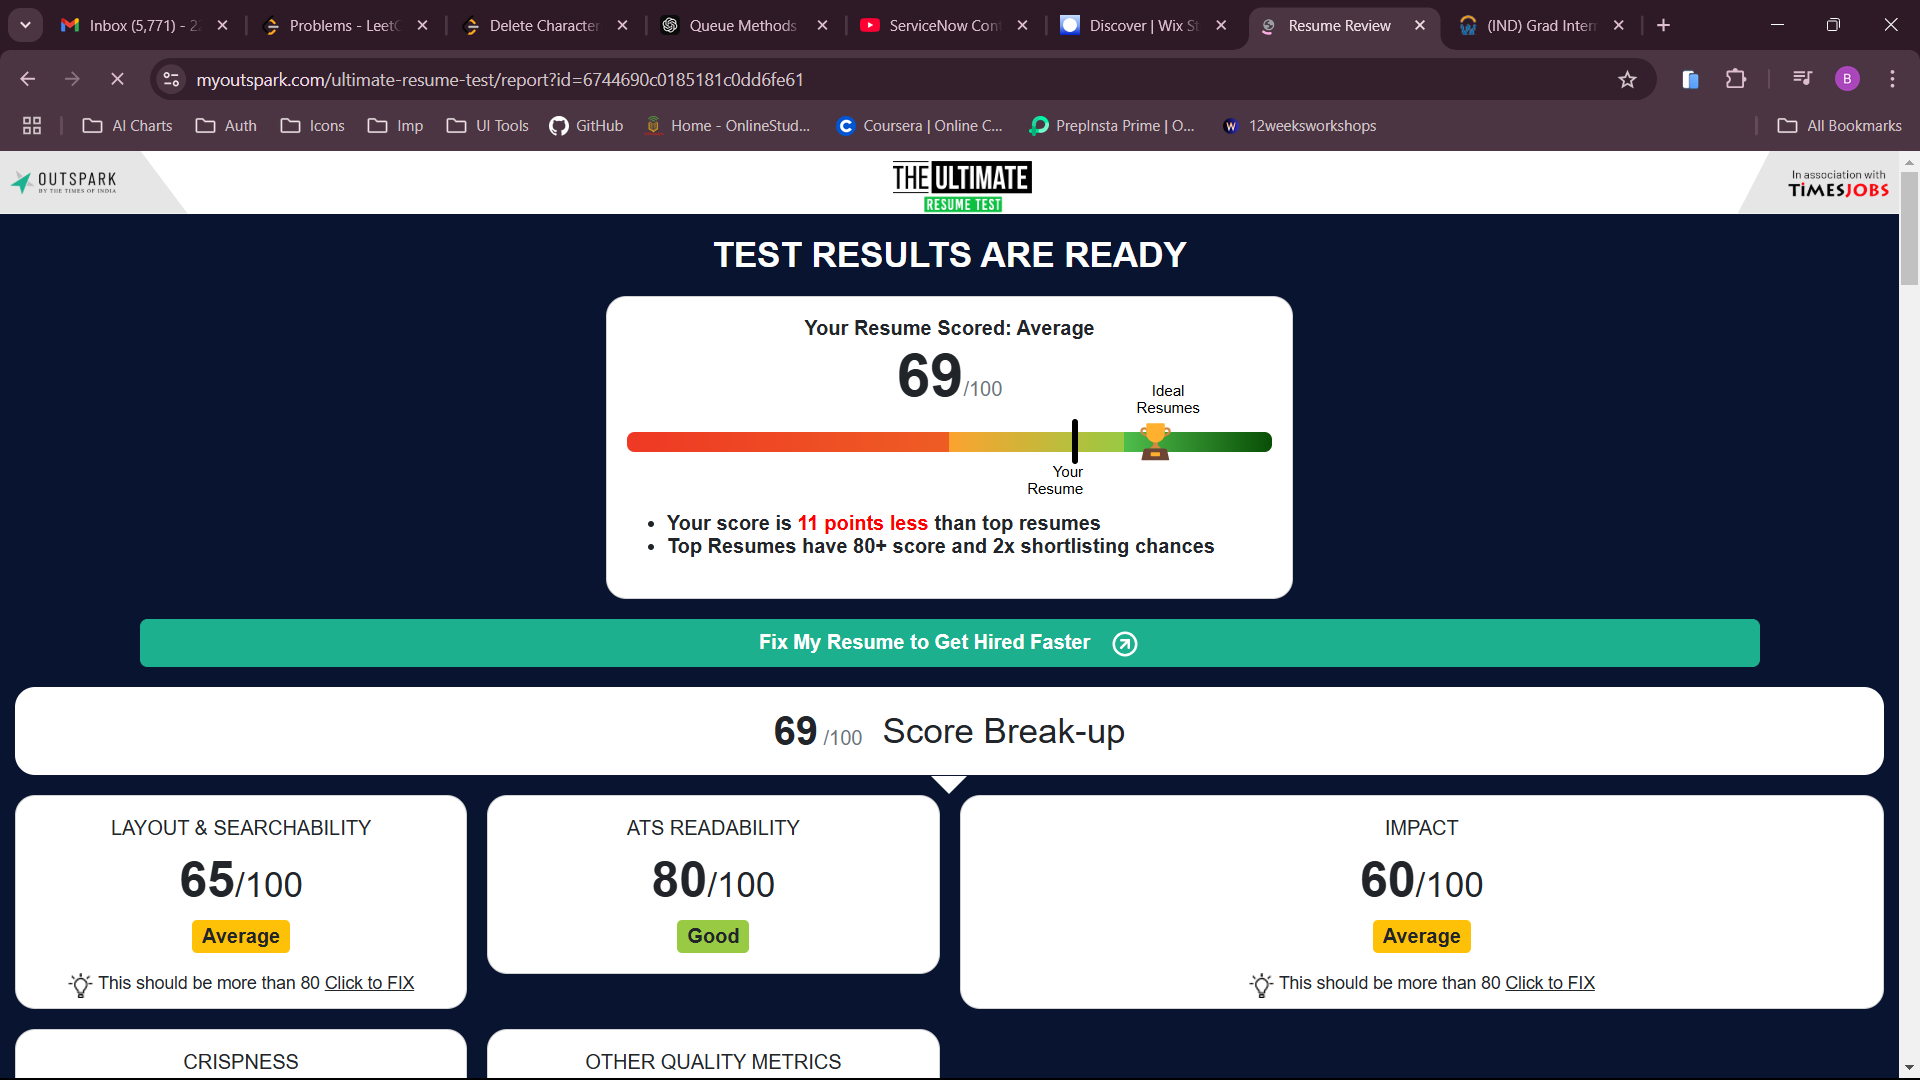 Inbox (5,771) - 22
Problems - LeetC
Delete Character
Queue Methods
ServiceNow Con
Discover | Wix St
Resume Review
(IND) Grad Inter
myoutspark.com/ultimate-resume-test/report?id=6744690c0185181c0dd6fe61
B
AI Charts
Auth
Icons
Imp
UI Tools
GitHub
Home - OnlineStud...
Coursera | Online C...
PrepInsta Prime | O...
12weeksworkshops
All Bookmarks
OUTSPARK
BY THE TIMES OF INDIA
THE ULTIMATE
RESUME TEST
In association with
TIMESJOBS
TEST RESULTS ARE READY
Your Resume Scored: Average
69/100
Ideal
Resumes
Your
Resume
• Your score is 11 points less than top resumes
• Top Resumes have 80+ score and 2x shortlisting chances
Fix My Resume to Get Hired Faster
69 /100 Score Break-up
LAYOUT & SEARCHABILITY
65/100
Average
This should be more than 80 Click to FIX
ATS READABILITY
80/100
Good
IMPACT
60/100
Average
This should be more than 80 Click to FIX
CRISPNESS
OTHER QUALITY METRICS